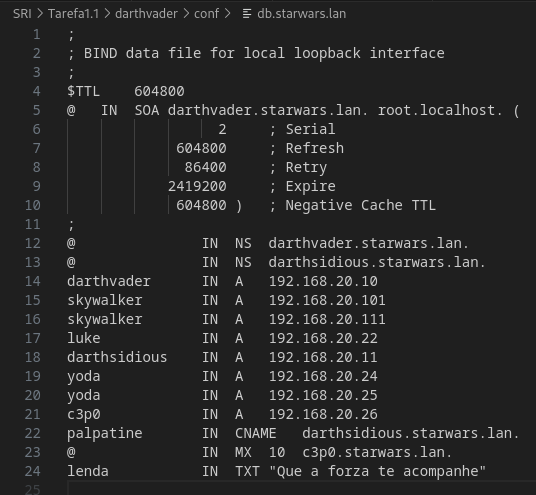 SRI > Tarefa1.1 > darthvader > conf > db.starwars.lan
1 ;
2 ; BIND data file for local loopback interface
3 ;
4 $TTL    604800
5 @   IN  SOA darthvader.starwars.lan. root.localhost. (
6                   2     ; Serial
7              604800     ; Refresh
8               86400     ; Retry
9             2419200     ; Expire
10             604800 )   ; Negative Cache TTL
11 ;
12 @               IN  NS  darthvader.starwars.lan.
13 @               IN  NS  darthsidious.starwars.lan.
14 darthvader      IN  A   192.168.20.10
15 skywalker       IN  A   192.168.20.101
16 skywalker       IN  A   192.168.20.111
17 luke            IN  A   192.168.20.22
18 darthsidious    IN  A   192.168.20.11
19 yoda            IN  A   192.168.20.24
20 yoda            IN  A   192.168.20.25
21 c3p0            IN  A   192.168.20.26
22 palpatine       IN  CNAME   darthsidious.starwars.lan.
23 @               IN  MX  10  c3p0.starwars.lan.
24 lenda           IN  TXT "Que a forza te acompanhe"
25